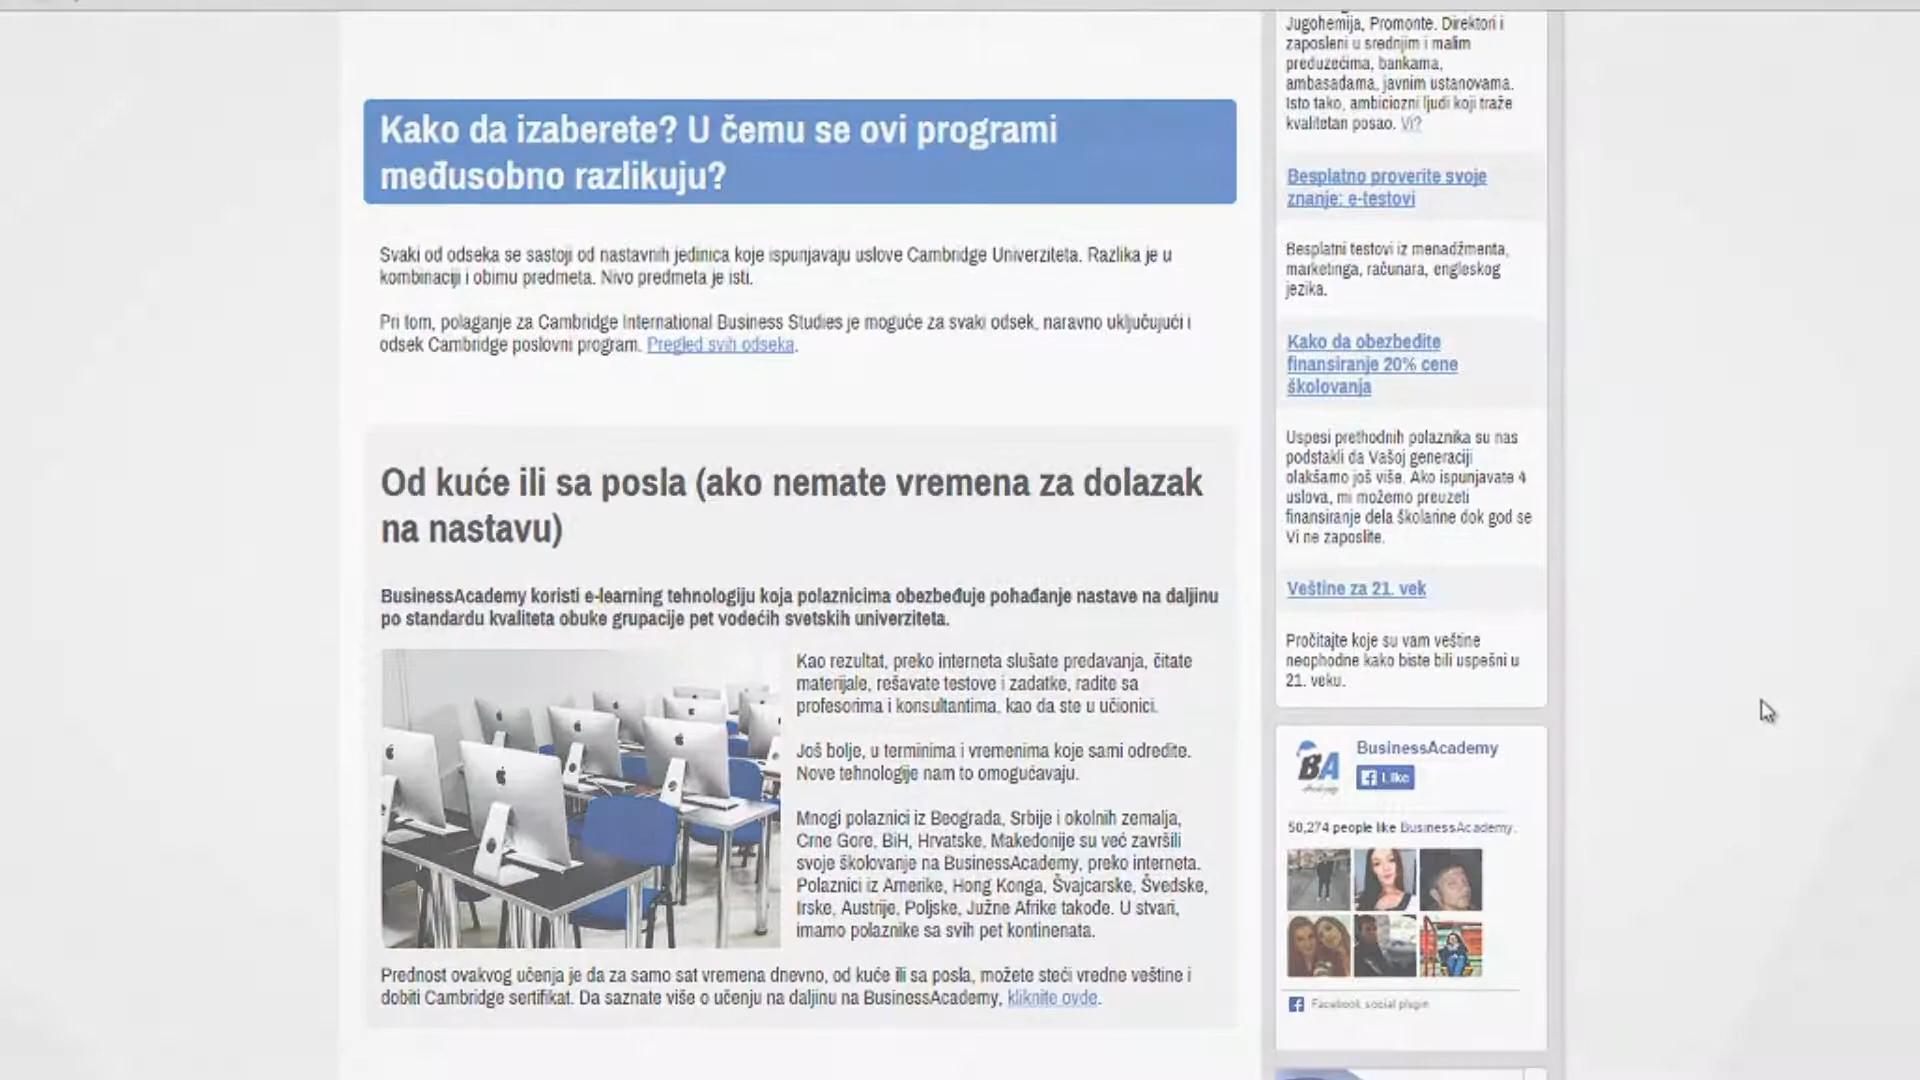 Kako da izaberete? U čemu se ovi programi
međusobno razlikuju?
Svaki od odseka se sastoji od nastavnih jedinica koje ispunjavaju uslove Cambridge Univerziteta. Razlika je u
kombinaciji i obimu predmeta. Nivo predmeta je isti.
Pri tom, polaganje za Cambridge International Business Studies je moguće za svaki odsek, naravno uključujući i
odsek Cambridge poslovni program. Pregled svih odseka.
Od kuće ili sa posla (ako nemate vremena za dolazak
na nastavu)
BusinessAcademy koristi e-learning tehnologiju koja polaznicima obezbeđuje pohađanje nastave na daljinu
po standardu kvaliteta obuke grupacije pet vodećih svetskih univerziteta.
Kao rezultat, preko interneta slušate predavanja, čitate
materijale, rešavate testove i zadatke, radite sa
profesorima i konsultantima, kao da ste u učionici.
Još bolje, u terminima i vremenima koje sami odredite.
Nove tehnologije nam to omogućavaju.
Mnogi polaznici iz Beograda, Srbije i okolnih zemalja,
Crne Gore, BiH, Hrvatske, Makedonije su već završili
svoje školovanje na BusinessAcademy, preko interneta.
Polaznici iz Amerike, Hong Konga, Švajcarske, Švedske,
Irske, Austrije, Poljske, Južne Afrike takođe. U stvari,
imamo polaznike sa svih pet kontinenata.
Prednost ovakvog učenja je da za samo sat vremena dnevno, od kuće ili sa posla, možete steći vredne veštine i
dobiti Cambridge sertifikat. Da saznate više o učenju na daljinu na BusinessAcademy, kliknite ovde.
Jugohemija, Promonte. Direktori i
zaposleni u srednjim i malim
preduzećima, bankama,
ambasadama, javnim ustanovama.
Isto tako, ambiciozni ljudi koji traže
kvalitetan posao. Vi?
Besplatno proverite svoje
znanje: e-testovi
Besplatni testovi iz menadžmenta,
marketinga, računara, engleskog
jezika.
Kako da obezbedite
finansiranje 20% cene
školovanja
Uspesi prethodnih polaznika su nas
podstakli da Vašoj generaciji
olakšamo još više. Ako ispunjavate 4
uslova, mi možemo preuzeti
finansiranje dela školarine dok god se
Vi ne zaposlite.
Veštine za 21. vek
Pročitajte koje su vam veštine
neophodne kako biste bili uspešni u
21. veku.
BA
BusinessAcademy
Like
50,274 people like BusinessAcademy.
Facebook social plugin